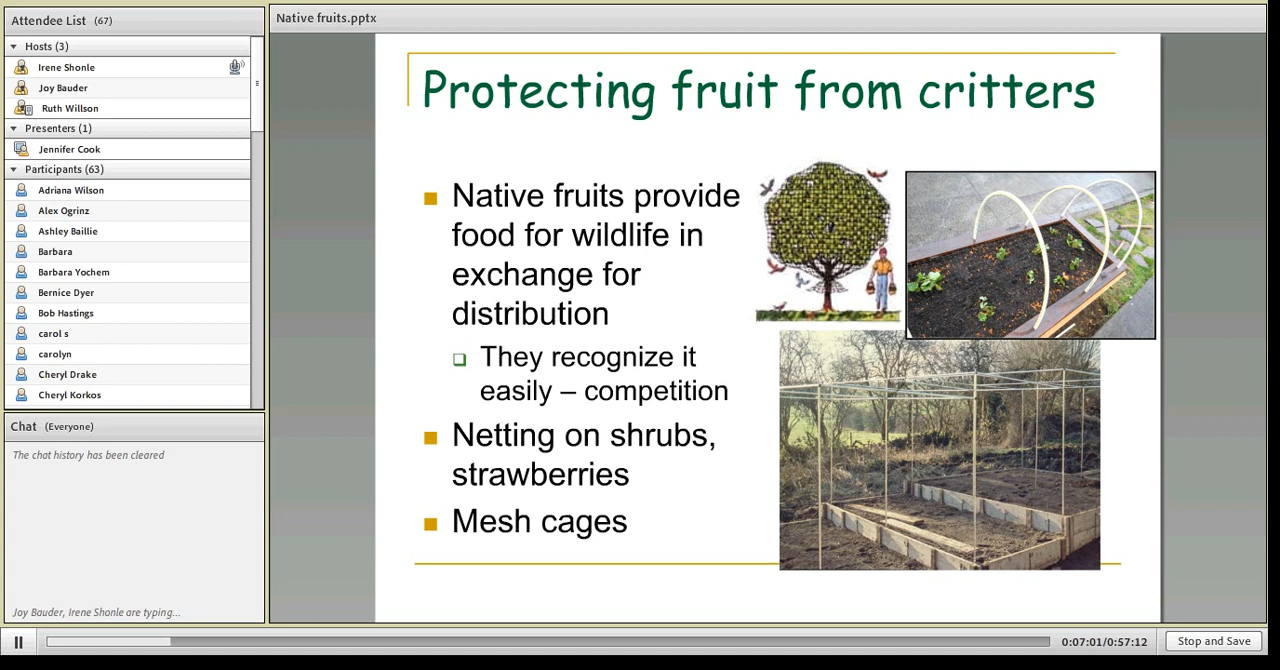 Attendee List (67)
Hosts (3)
Irene Shonle
Joy Bauder
Ruth Willson
Presenters (1)
Jennifer Cook
Participants (63)
Adriana Wilson
Alex Ogrinz
Ashley Baillie
Barbara
Barbara Yochem
Bernice Dyer
Bob Hastings
carol s
carolyn
Cheryl Drake
Cheryl Korkos
Chat (Everyone)
The chat history has been cleared
Joy Bauder, Irene Shonle are typing...
Native fruits.pptx
Protecting fruit from critters
Native fruits provide
food for wildlife in
exchange for
distribution
They recognize it
easily – competition
Netting on shrubs,
strawberries
Mesh cages
0:07:01/0:57:12
Stop and Save